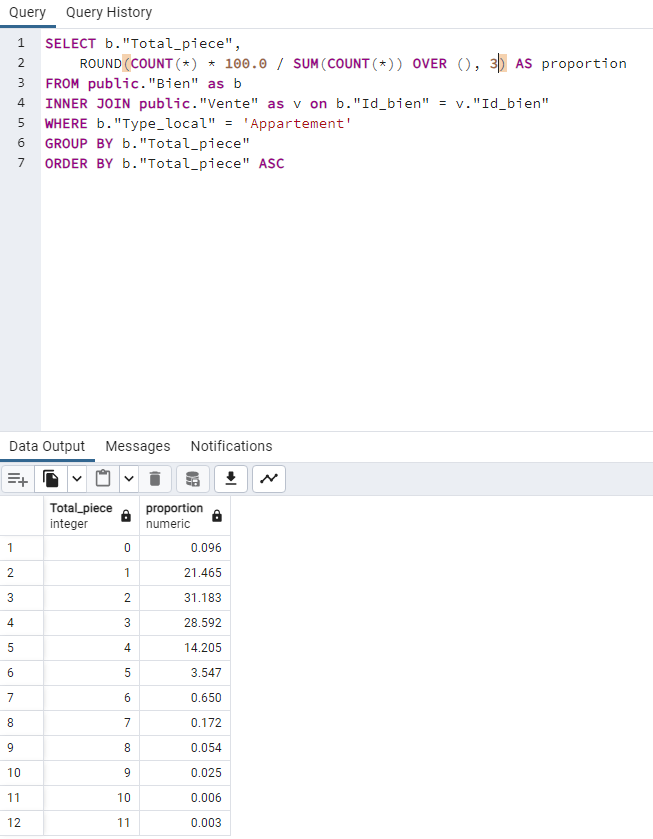 Query Query History
1 SELECT b."Total_piece",
2 ROUND(COUNT(*) * 100.0 / SUM(COUNT(*)) OVER (), 3) AS proportion
3 FROM public."Bien" as b
4 INNER JOIN public."Vente" as v on b."Id_bien" = v."Id_bien"
5 WHERE b."Type_local" = 'Appartement'
6 GROUP BY b."Total_piece"
7 ORDER BY b."Total_piece" ASC
Data Output Messages Notifications
Total_piece proportion
integer numeric
1 0 0.096
2 1 21.465
3 2 31.183
4 3 28.592
5 4 14.205
6 5 3.547
7 6 0.650
8 7 0.172
9 8 0.054
10 9 0.025
11 10 0.006
12 11 0.003